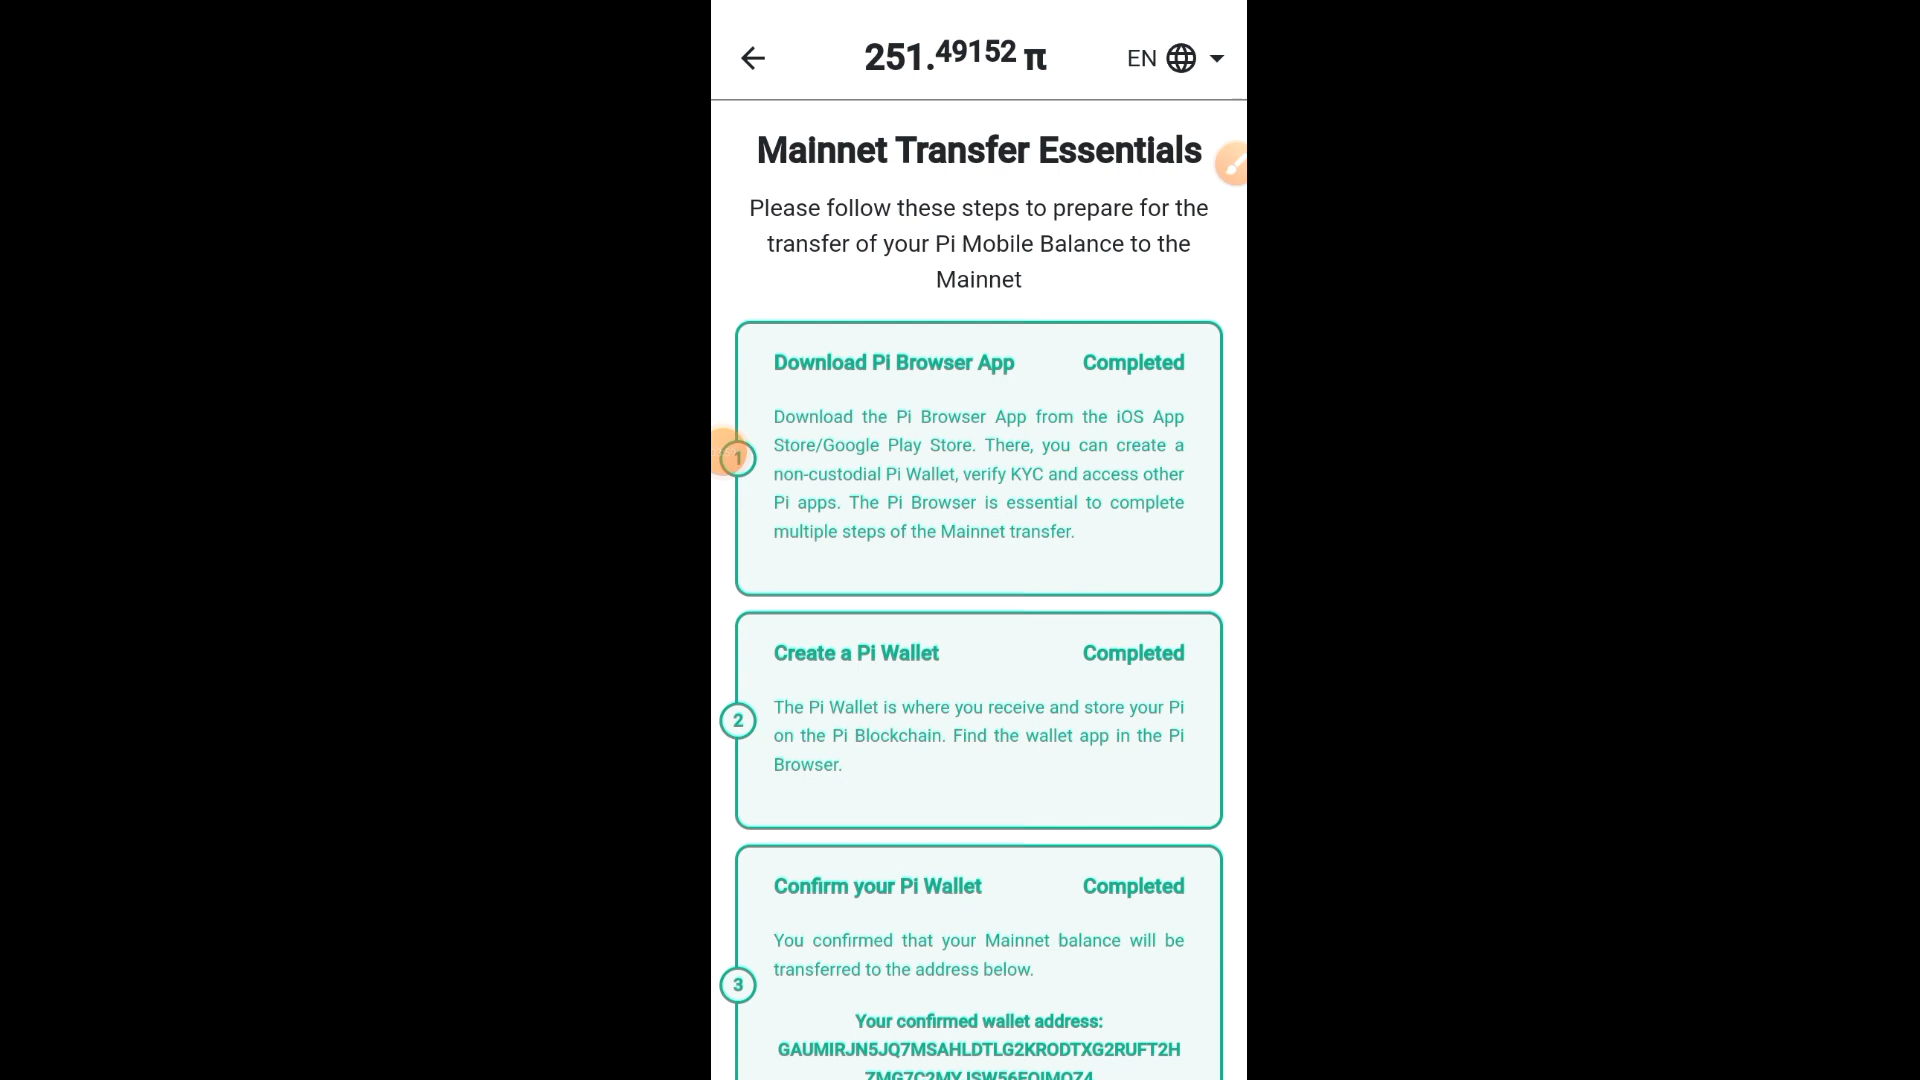 251.49152 π
EN
Mainnet Transfer Essentials
Please follow these steps to prepare for the
transfer of your Pi Mobile Balance to the
Mainnet
Download Pi Browser App Completed
Download the Pi Browser App from the iOS App
Store/Google Play Store. There, you can create a
1
non-custodial Pi Wallet, verify KYC and access other
Pi apps. The Pi Browser is essential to complete
multiple steps of the Mainnet transfer.
Create a Pi Wallet Completed
The Pi Wallet is where you receive and store your Pi
2
on the Pi Blockchain. Find the wallet app in the Pi
Browser.
Confirm your Pi Wallet Completed
You confirmed that your Mainnet balance will be
transferred to the address below.
3
Your confirmed wallet address:
GAUMIRJN5JQ7MSAHLDTLG2KRODTXG2RUFT2H